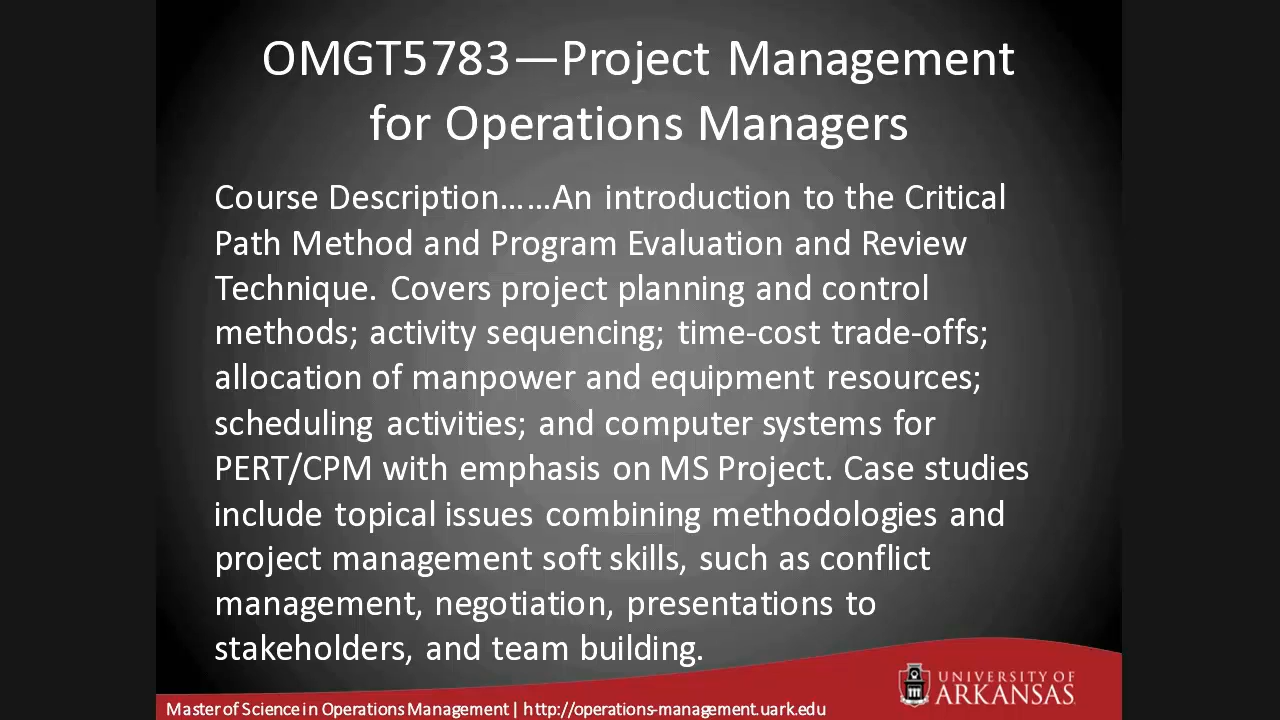 OMGT5783—Project Management
for Operations Managers
Course Description……An introduction to the Critical
Path Method and Program Evaluation and Review
Technique. Covers project planning and control
methods; activity sequencing; time-cost trade-offs;
allocation of manpower and equipment resources;
scheduling activities; and computer systems for
PERT/CPM with emphasis on MS Project. Case studies
include topical issues combining methodologies and
project management soft skills, such as conflict
management, negotiation, presentations to
stakeholders, and team building.
UNIVERSITY OF
ARKANSAS
Master of Science in Operations Management | http://operations-management.uark.edu